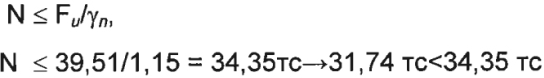 N ≤ Fᵤ/γₙ,
N ≤ 39,51/1,15 = 34,35тс→31,74 тс<34,35 тс